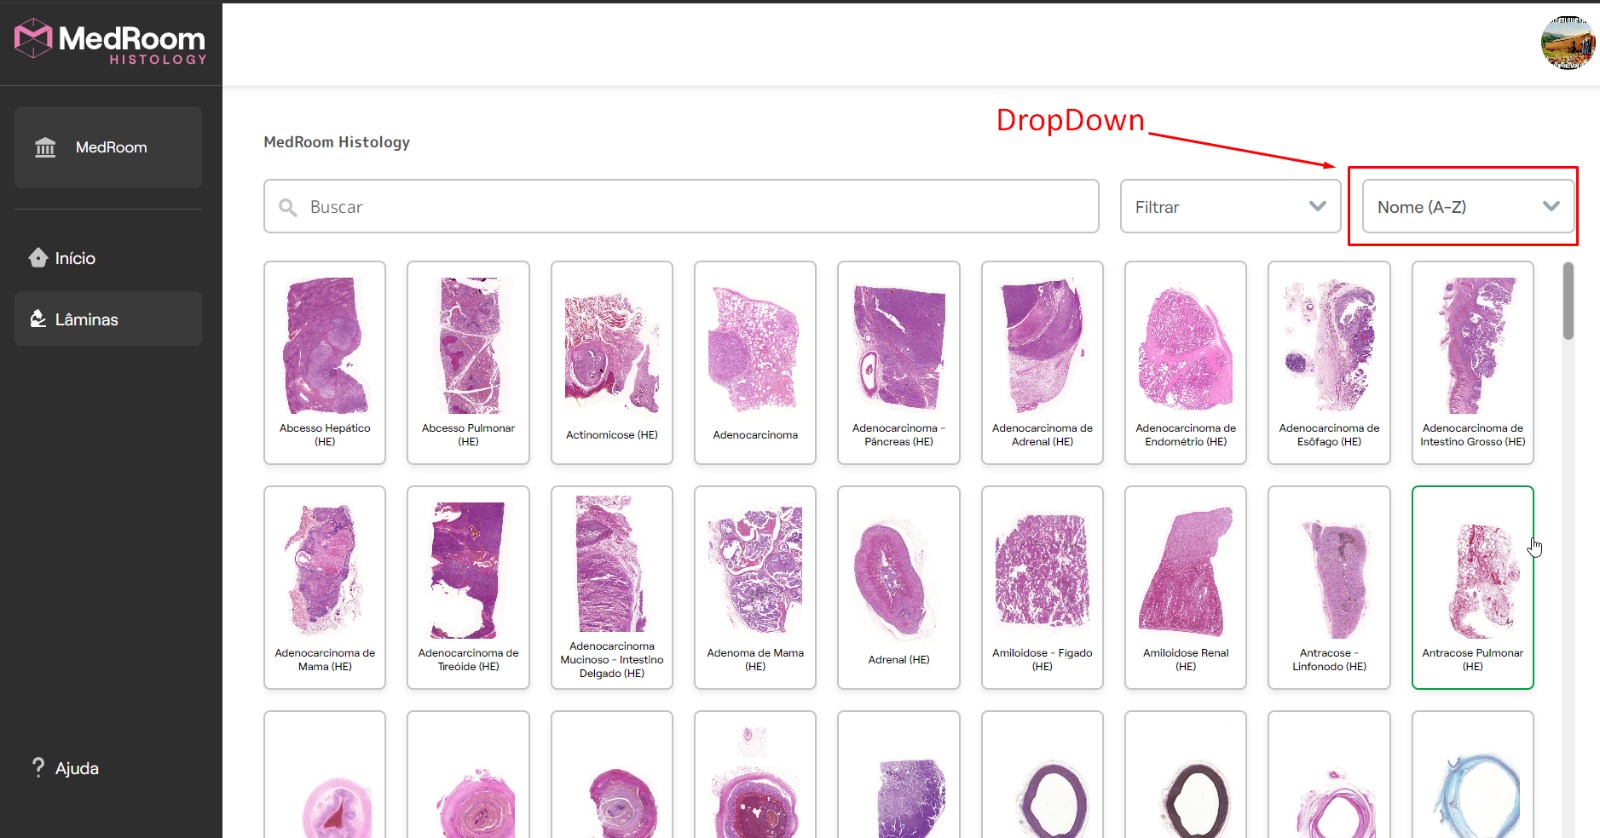 MedRoom
HISTOLOGY
MedRoom
Início
Lâminas
Ajuda
DropDown
MedRoom Histology
Buscar
Filtrar
Nome (A-Z)
Abcesso Hepático
(HE)
Abcesso Pulmonar
(HE)
Actinomicose (HE)
Adenocarcinoma
Adenocarcinoma -
Pâncreas (HE)
Adenocarcinoma de
Adrenal (HE)
Adenocarcinoma de
Endométrio (HE)
Adenocarcinoma de
Esôfago (HE)
Adenocarcinoma de
Intestino Grosso (HE)
Adenocarcinoma de
Mama (HE)
Adenocarcinoma de
Tireóide (HE)
Adenocarcinoma
Mucinoso - Intestino
Delgado (HE)
Adenoma de Mama
(HE)
Adrenal (HE)
Amiloidose - Fígado
(HE)
Amiloidose Renal
(HE)
Antracose -
Linfonodo (HE)
Antracose Pulmonar
(HE)